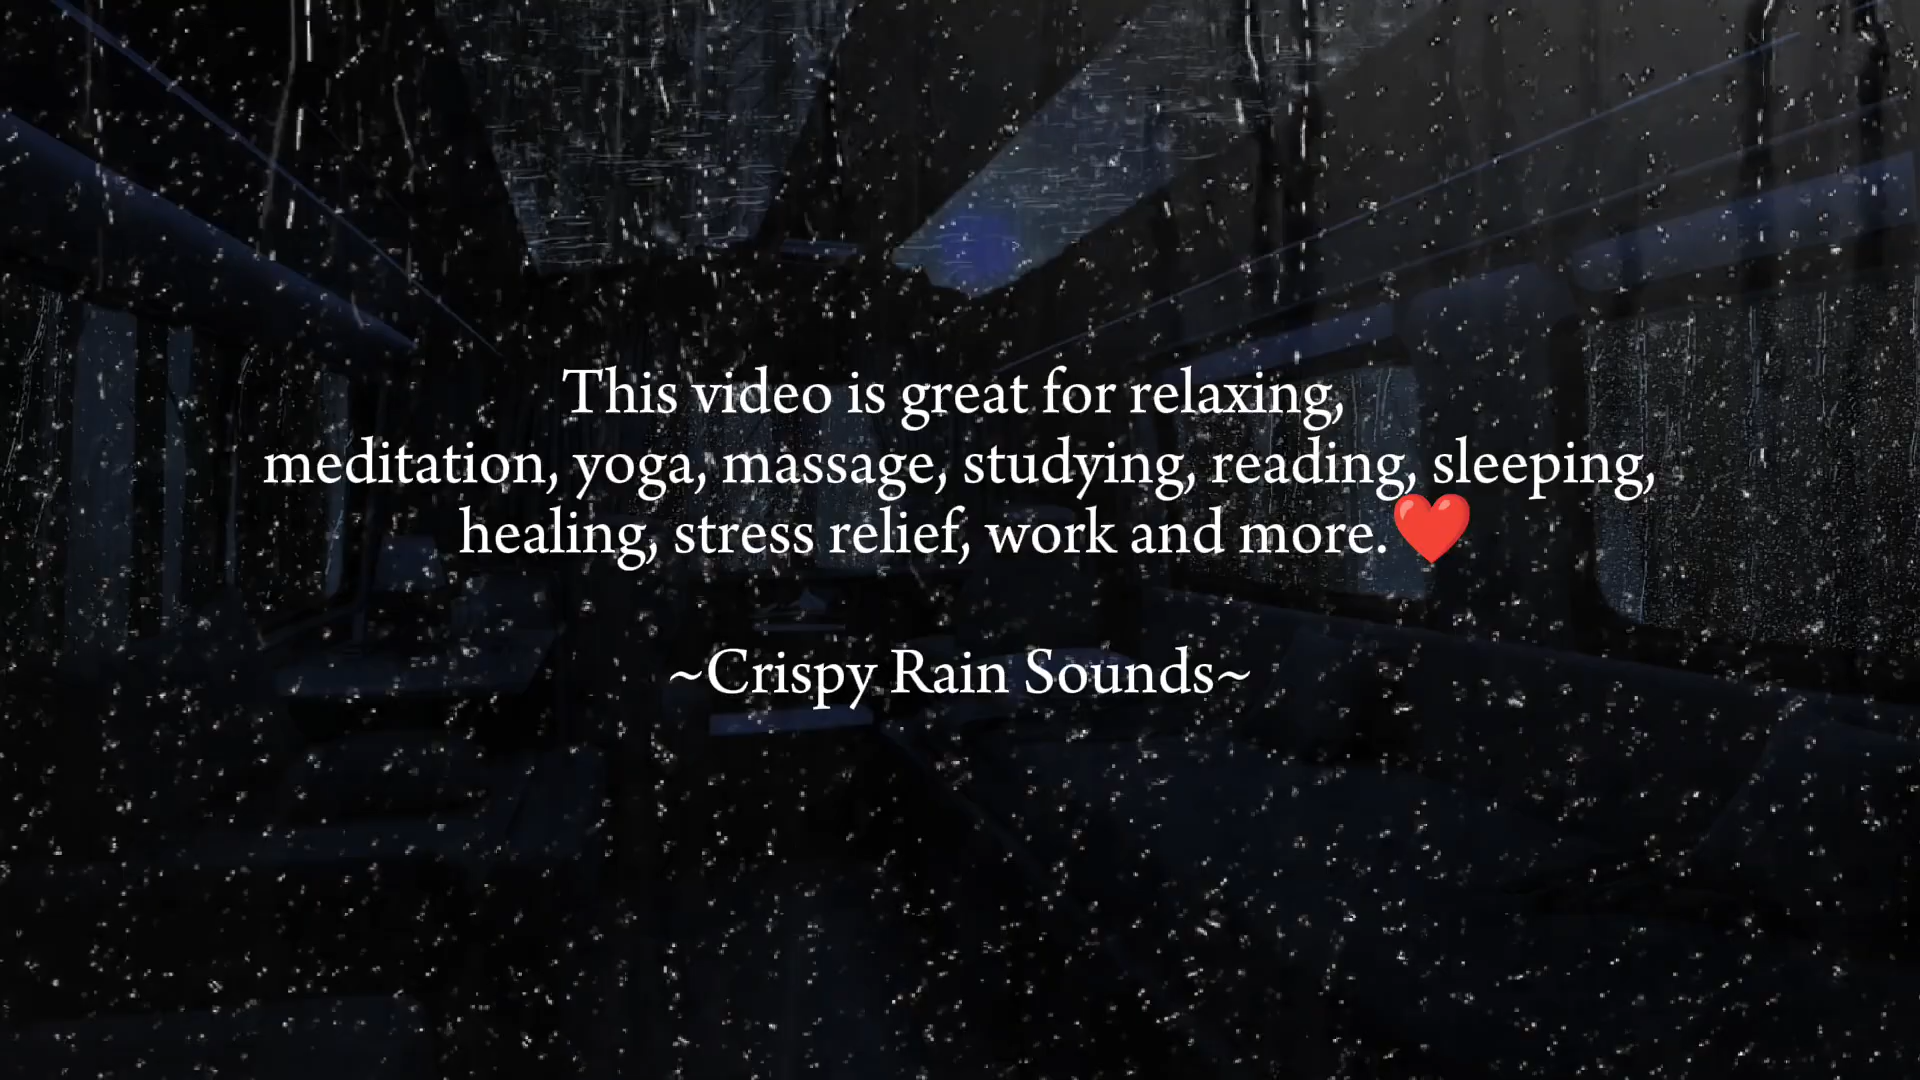 This video is great for relaxing,
meditation, yoga, massage, studying, reading, sleeping,
healing, stress relief, work and more.❤️
~Crispy Rain Sounds~